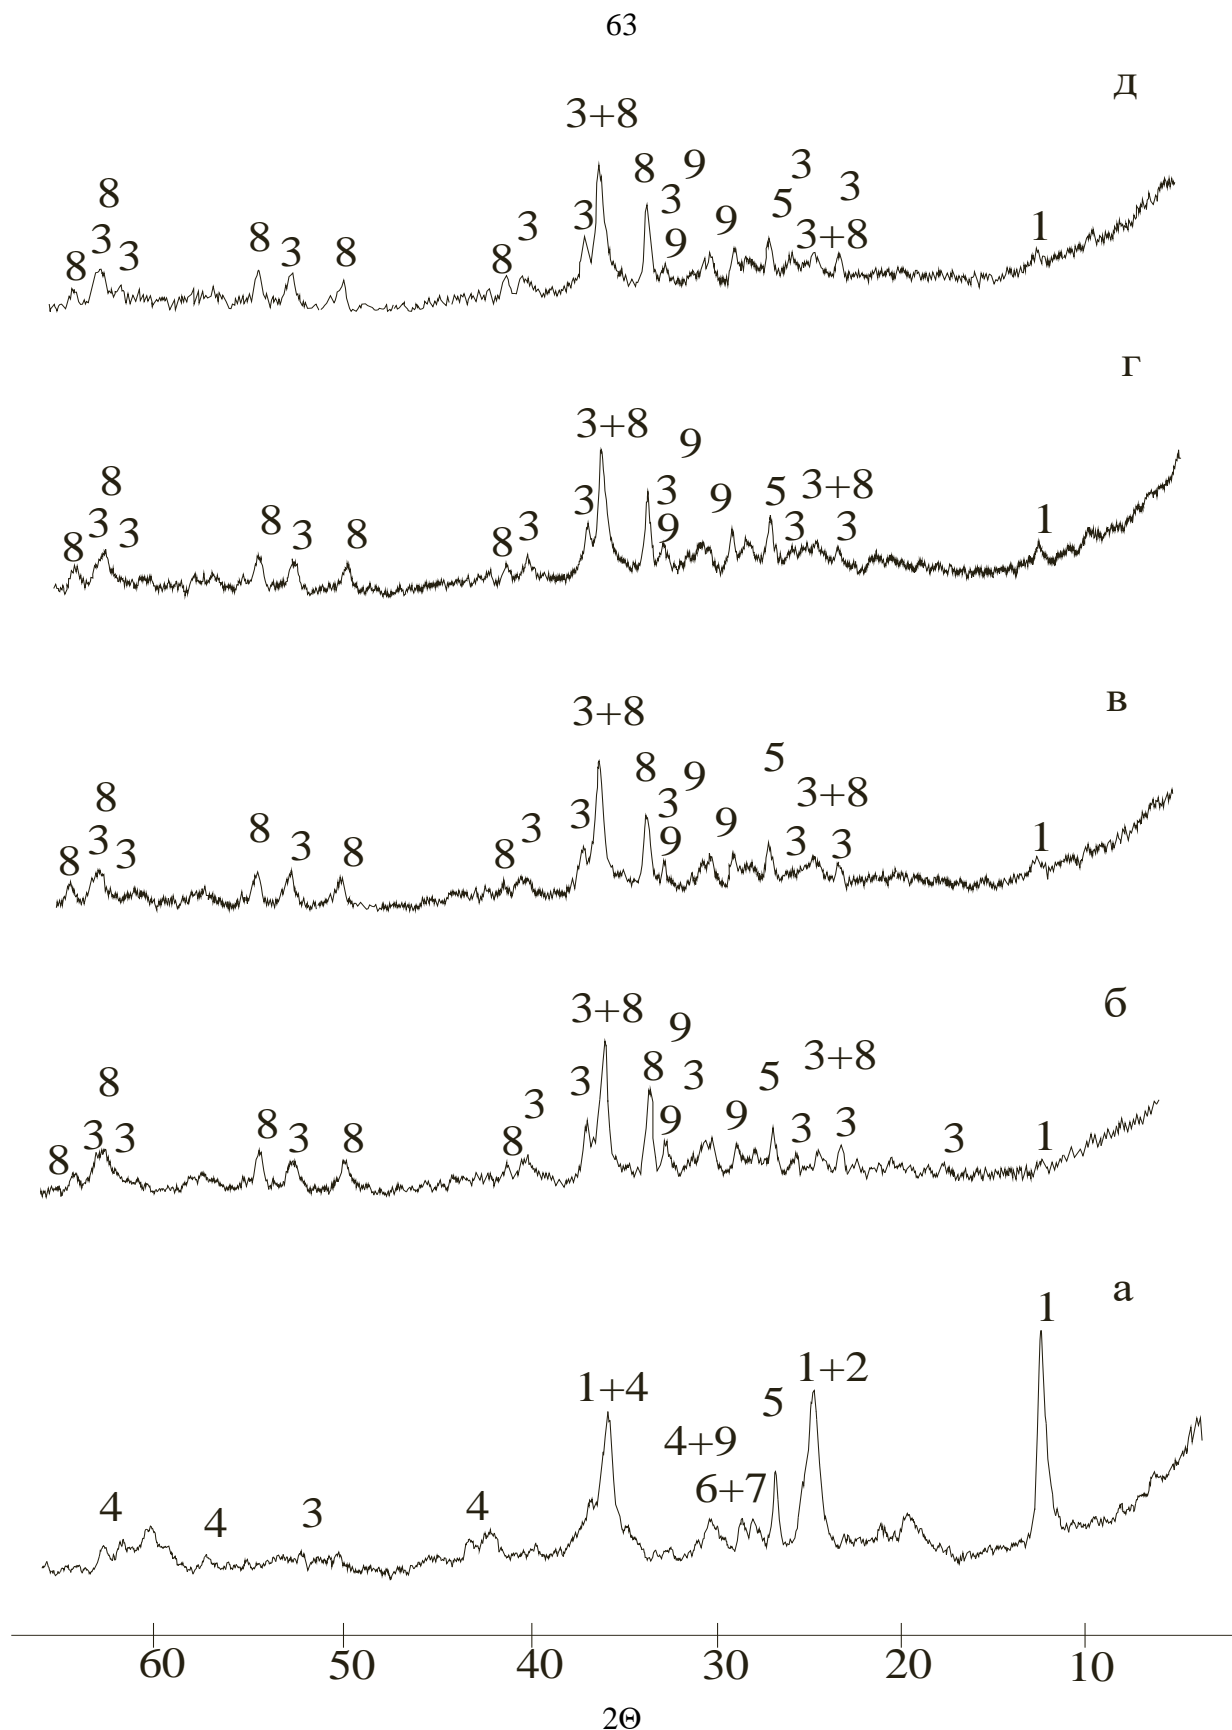 63
д
3+8
8 9 3
8 3 3
3 3 8 3 8 3 3 9 5 3+8 1
8 3 8 8 9
г
3+8
8 9
3 3 8 3 9 5 3+8
3 8 3 8 8 3 9 3 3 1
8
в
3+8
8 9 5
8 8 3 3 3 9 3+8
3 3 3 8 8 9 3 3 1
8
б
3+8 9
8 8 3 5 3+8
3 3 8 3 3 9 9 3 3 3 1
8 3 8 8
а
1
1+4 5 1+2
4+9
4 4 3 4 6+7
60 50 40 30 20 10
2Θ